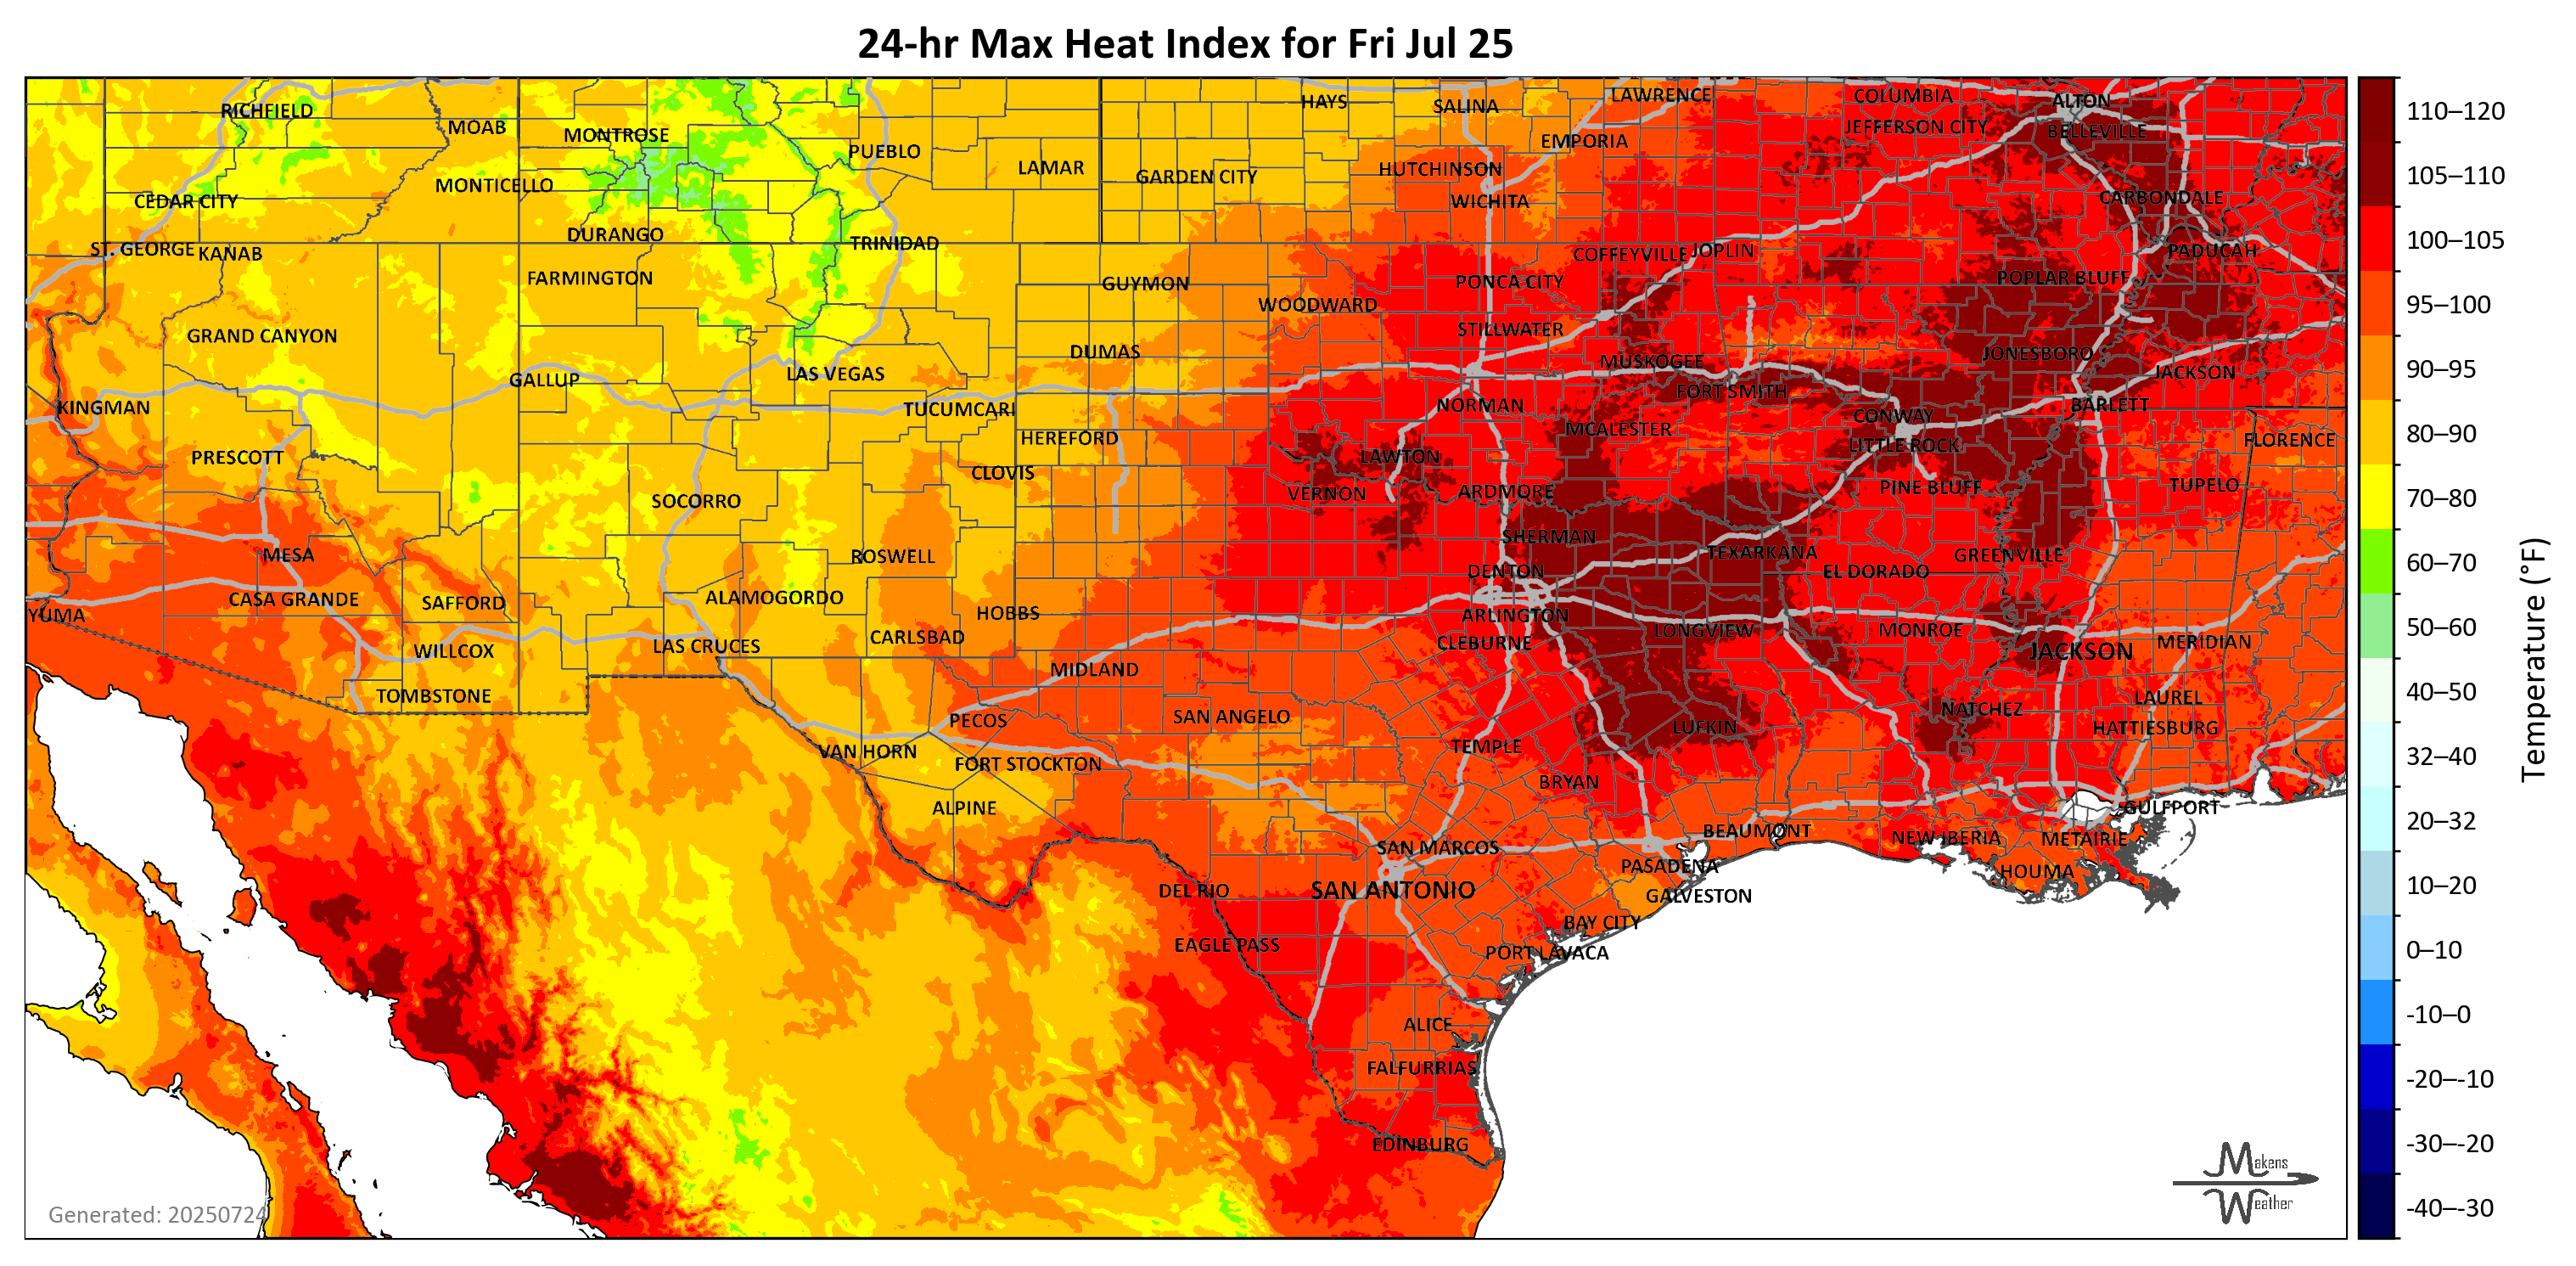 24-hr Max Heat Index for Fri Jul 25
RICHFIELD
MOAB
MONTROSE
PUEBLO
LAMAR
HAYS
SALINA
LAWRENCE
EMPORIA
COLUMBIA
JEFFERSON CITY
ALTON
BELLEVILLE
CEDAR CITY
MONTICELLO
GARDEN CITY
HUTCHINSON
WICHITA
CARBONDALE
ST. GEORGE
KANAB
DURANGO
TRINIDAD
COFFEYVILLE
JOPLIN
PADUCAH
FARMINGTON
GUYMON
WOODWARD
PONCA CITY
POPLAR BLUFF
GRAND CANYON
DUMAS
STILLWATER
MUSKOGEE
JONESBORO
GALLUP
LAS VEGAS
FORT SMITH
JACKSON
KINGMAN
TUCUMCARI
NORMAN
CONWAY
BARLETT
PRESCOTT
HEREFORD
CLOVIS
LAWTON
MCALESTER
LITTLE ROCK
FLORENCE
SOCORRO
VERNON
ARDMORE
PINE BLUFF
TUPELO
MESA
ROSWELL
SHERMAN
TEXARKANA
GREENVILLE
DENTON
EL DORADO
YUMA
CASA GRANDE
SAFFORD
ALAMOGORDO
HOBBS
ARLINGTON
WILLCOX
LAS CRUCES
CARLSBAD
CLEBURNE
LONGVIEW
MONROE
JACKSON
MERIDIAN
TOMBSTONE
MIDLAND
PECOS
SAN ANGELO
LUFKIN
NATCHEZ
LAUREL
HATTIESBURG
VAN HORN
FORT STOCKTON
TEMPLE
BRYAN
ALPINE
GULFPORT
SAN MARCOS
BEAUMONT
NEW IBERIA
METAIRIE
DEL RIO
SAN ANTONIO
PASADENA
GALVESTON
HOUMA
EAGLE PASS
BAY CITY
PORT LAVACA
ALICE
FALFURRIAS
EDINBURG
Generated: 20250724
Makens
Weather
110–120
105–110
100–105
95–100
90–95
80–90
70–80
60–70
50–60
40–50
32–40
20–32
10–20
0–10
-10–0
-20–-10
-30–-20
-40–-30
Temperature (°F)